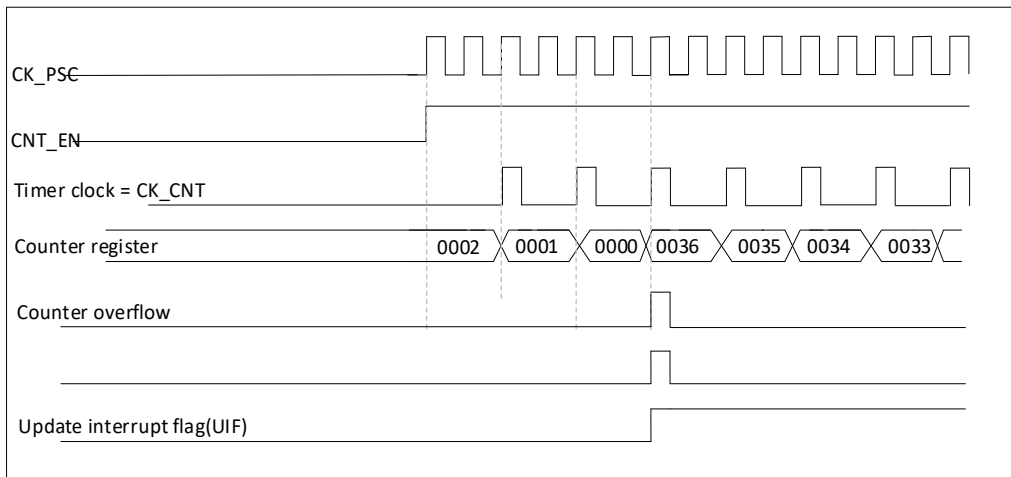 CK_PSC
CNT_EN
Timer clock = CK_CNT
Counter register
0002 0001 0000 0036 0035 0034 0033
Counter overflow
Update interrupt flag(UIF)